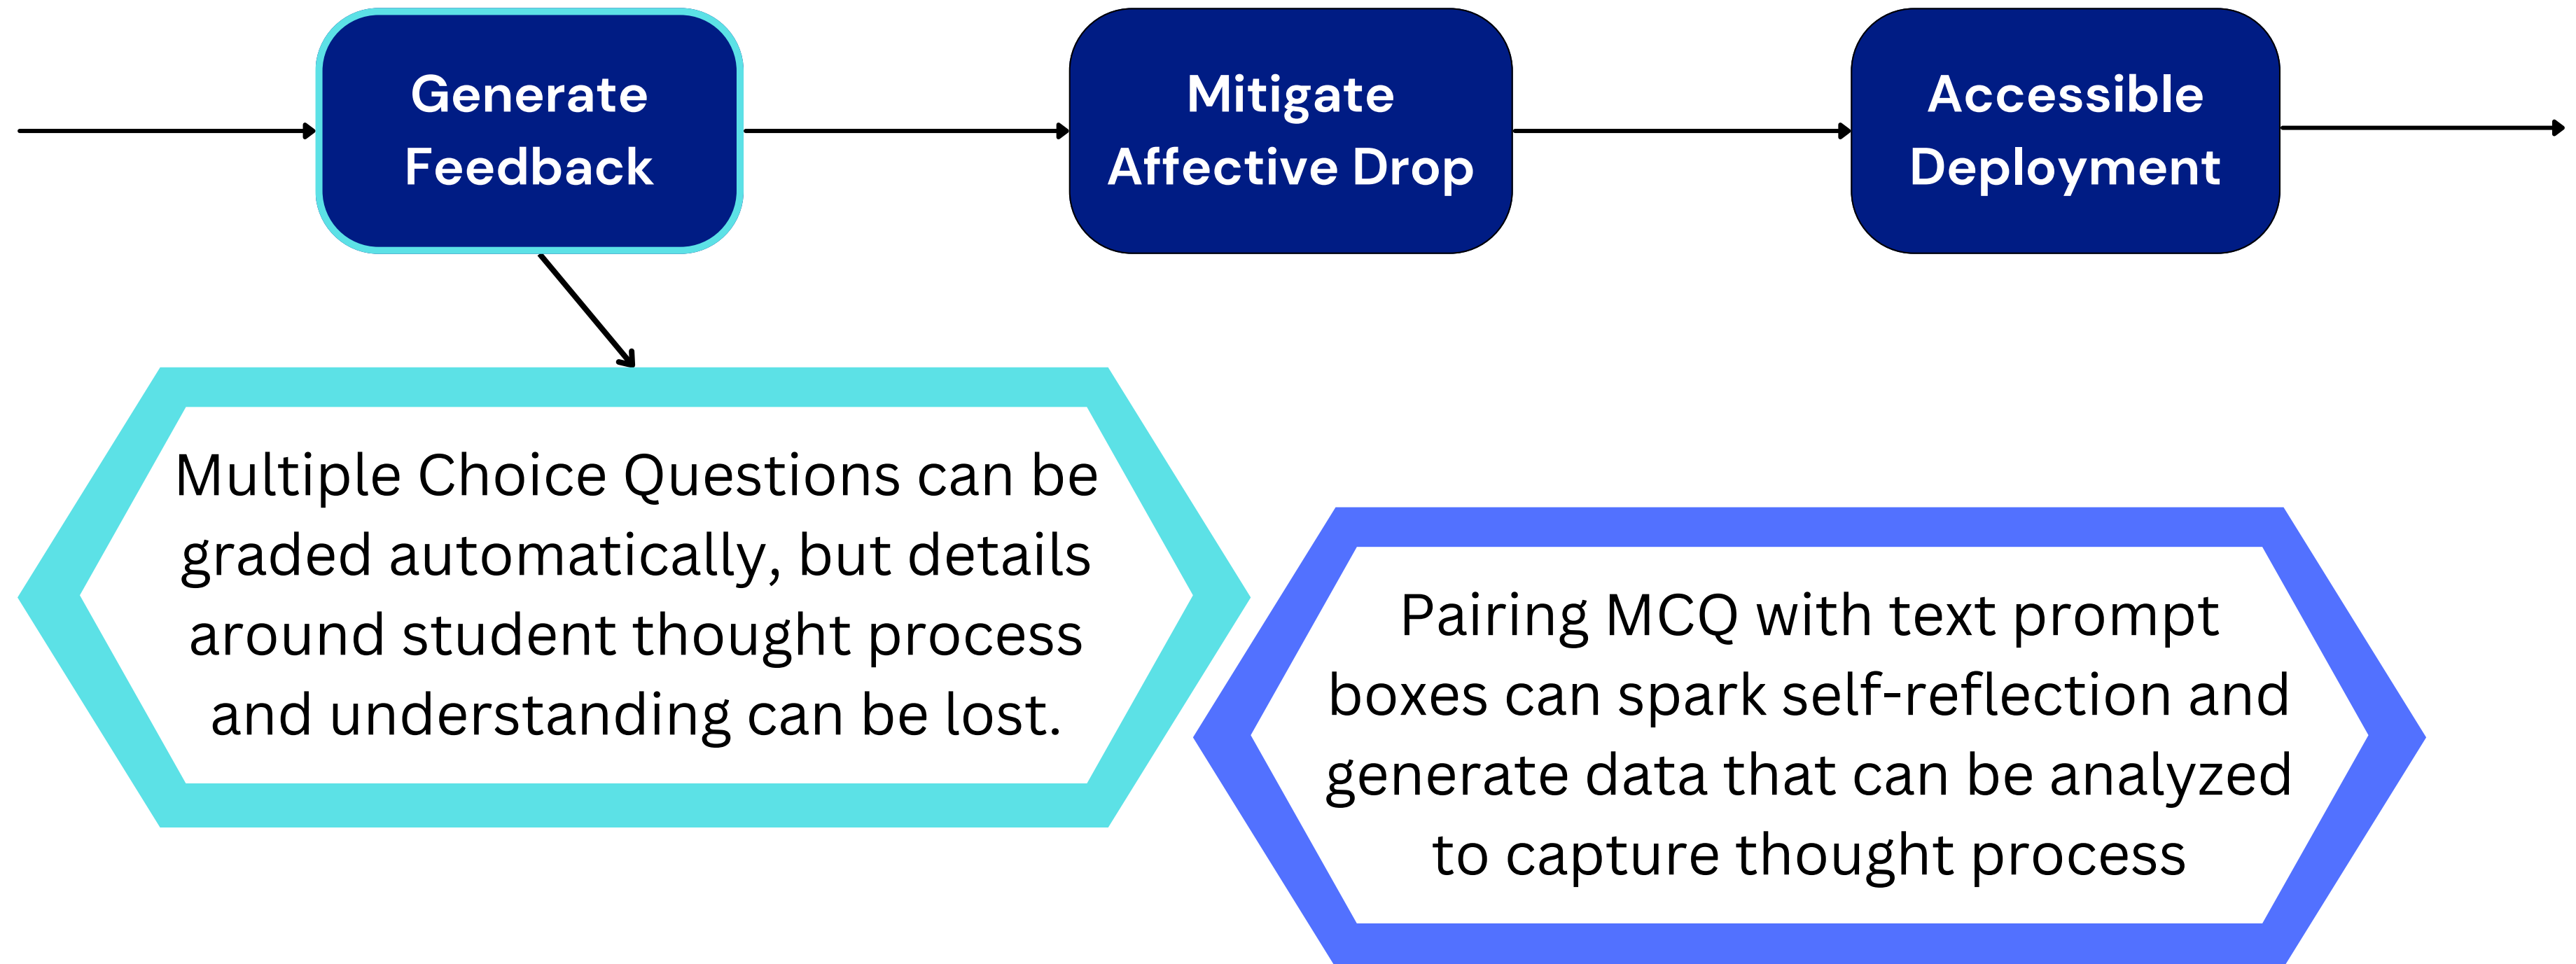 Generate
Feedback
Mitigate
Affective Drop
Accessible
Deployment
Multiple Choice Questions can be
graded automatically, but details
around student thought process
and understanding can be lost.
Pairing MCQ with text prompt
boxes can spark self-reflection and
generate data that can be analyzed
to capture thought process